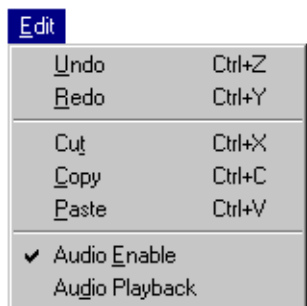 Edit
Undo Ctrl+Z
Redo Ctrl+Y
Cut Ctrl+X
Copy Ctrl+C
Paste Ctrl+V
✔ Audio Enable
Audio Playback